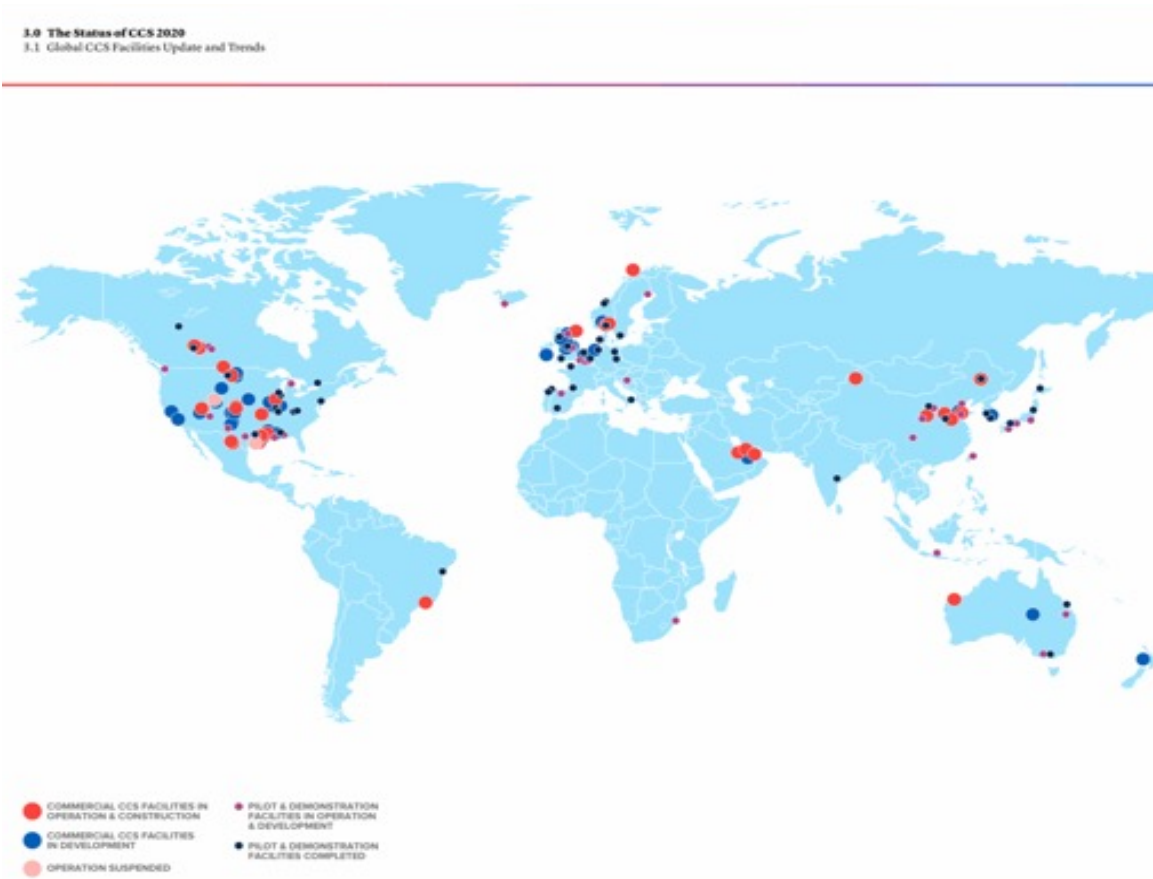 3.0 The Status of CCS 2020
3.1 Global CCS Facilities Update and Trends
COMMERCIAL CCS FACILITIES IN
OPERATION & CONSTRUCTION
COMMERCIAL CCS FACILITIES
IN DEVELOPMENT
OPERATION SUSPENDED
PILOT & DEMONSTRATION
FACILITIES IN OPERATION
& DEVELOPMENT
PILOT & DEMONSTRATION
FACILITIES COMPLETED